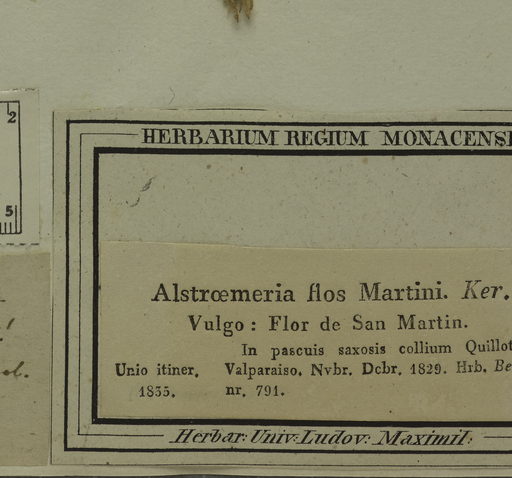 2
5
HERBARIUM REGIUM MONACENS
Alstrœmeria flos Martini. Ker.
Vulgo: Flor de San Martin.
In pascuis saxosis collium Quillot
Unio itiner. Valparaiso. Nvbr. Dcbr. 1829. Hrb. Be
1835. nr. 791.
Herbar: Univ: Ludov: Maximil: